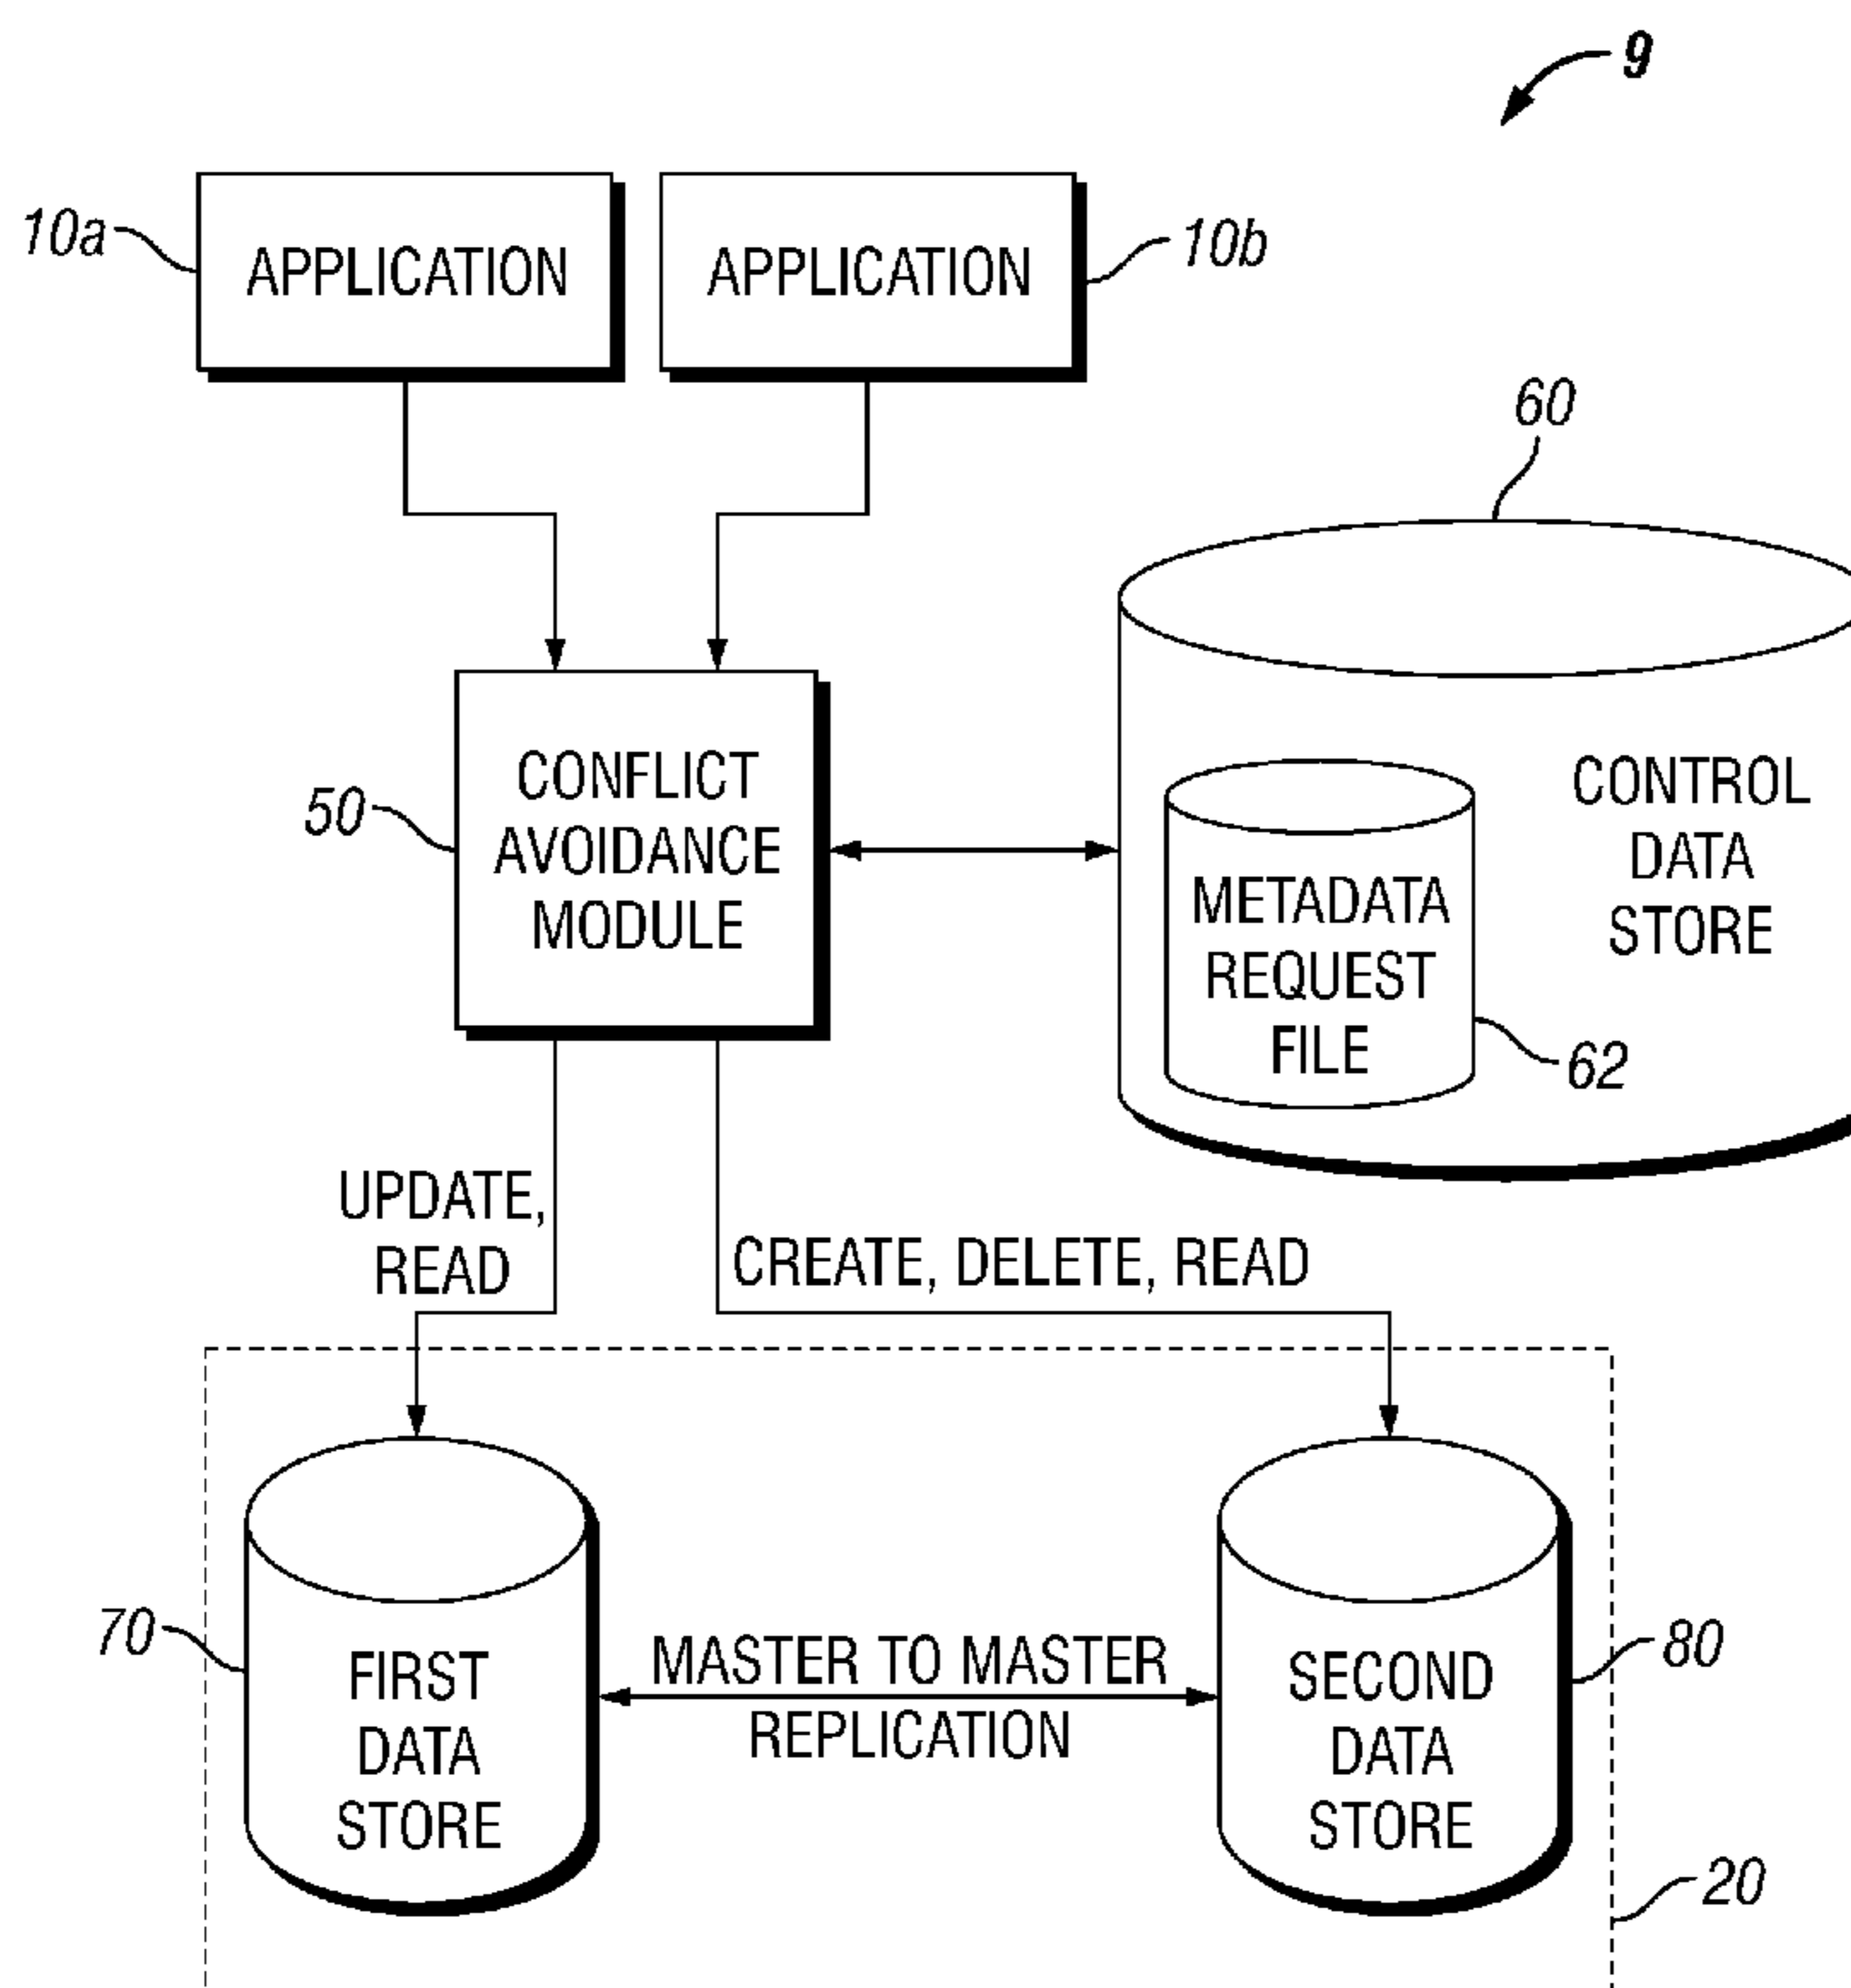 9
10a
APPLICATION
APPLICATION
10b
60
50
CONFLICT
AVOIDANCE
MODULE
CONTROL
DATA
STORE
METADATA
REQUEST
FILE
62
UPDATE,
READ
CREATE, DELETE, READ
70
FIRST
DATA
STORE
MASTER TO MASTER
REPLICATION
SECOND
DATA
STORE
80
20